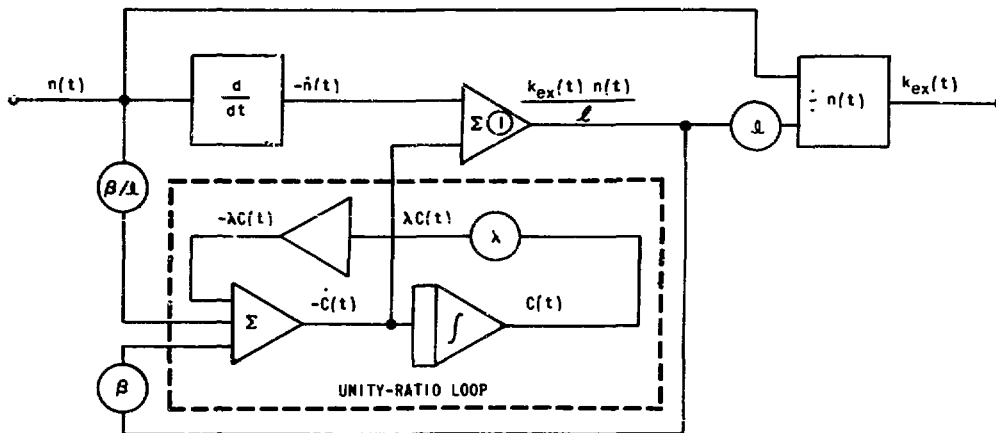 n(t)
d
dt
-ṅ(t)
Σ 1
k_ex(t) n(t)
ℓ
ℓ
÷ n(t)
k_ex(t)
β/ℓ
-λC(t)
λC(t)
λ
Σ
-Ċ(t)
∫
C(t)
β
UNITY-RATIO LOOP